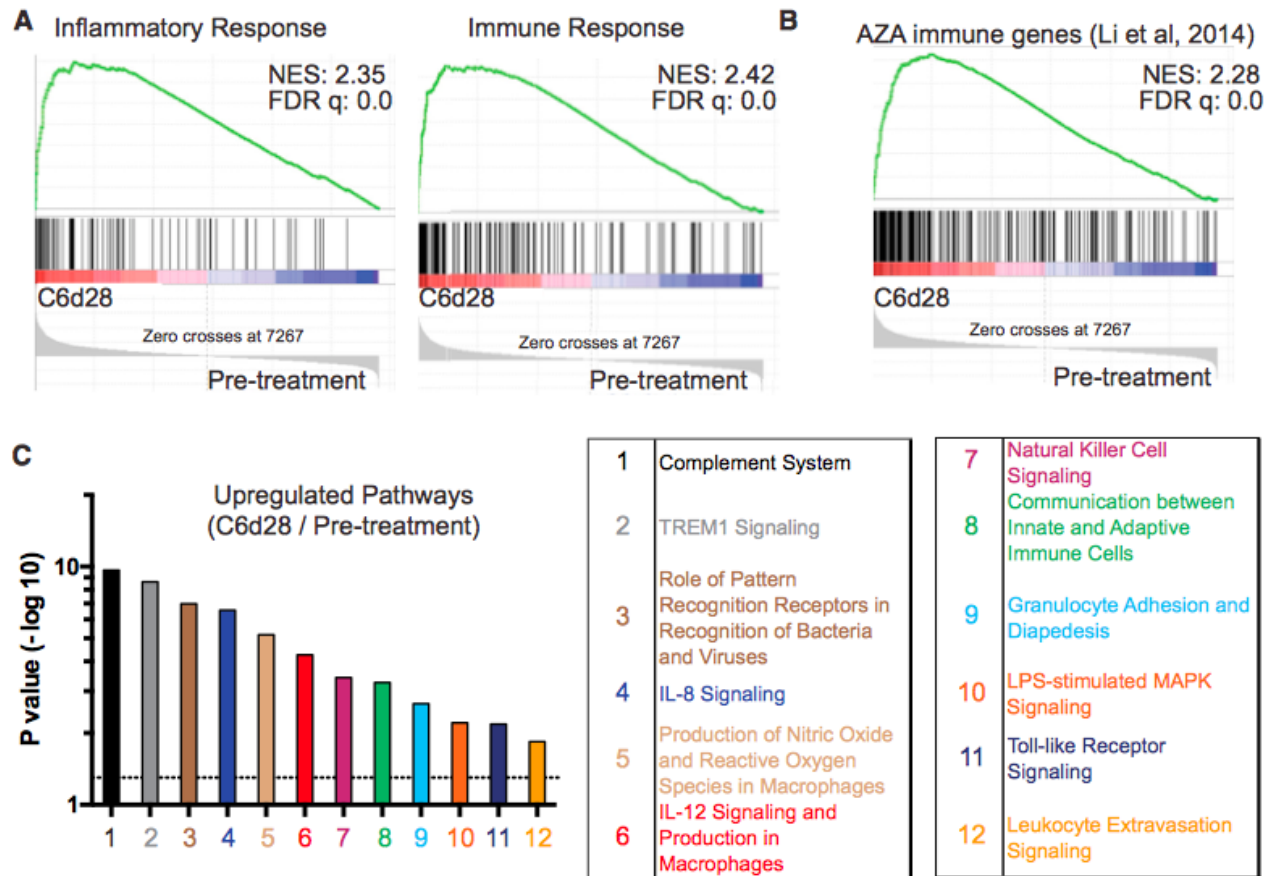 A
Inflammatory Response
NES: 2.35
FDR q: 0.0
C6d28
Zero crosses at 7267
Pre-treatment
Immune Response
NES: 2.42
FDR q: 0.0
C6d28
Zero crosses at 7267
Pre-treatment
B
AZA immune genes (Li et al, 2014)
NES: 2.28
FDR q: 0.0
C6d28
Zero crosses at 7267
Pre-treatment
C
Upregulated Pathways
(C6d28 / Pre-treatment)
P value (- log 10)
10
1
1 2 3 4 5 6 7 8 9 10 11 12
1 Complement System
2 TREM1 Signaling
3 Role of Pattern
Recognition Receptors in
Recognition of Bacteria
and Viruses
4 IL-8 Signaling
5 Production of Nitric Oxide
and Reactive Oxygen
Species in Macrophages
6 IL-12 Signaling and
Production in
Macrophages
7 Natural Killer Cell
Signaling
8 Communication between
Innate and Adaptive
Immune Cells
9 Granulocyte Adhesion and
Diapedesis
10 LPS-stimulated MAPK
Signaling
11 Toll-like Receptor
Signaling
12 Leukocyte Extravasation
Signaling